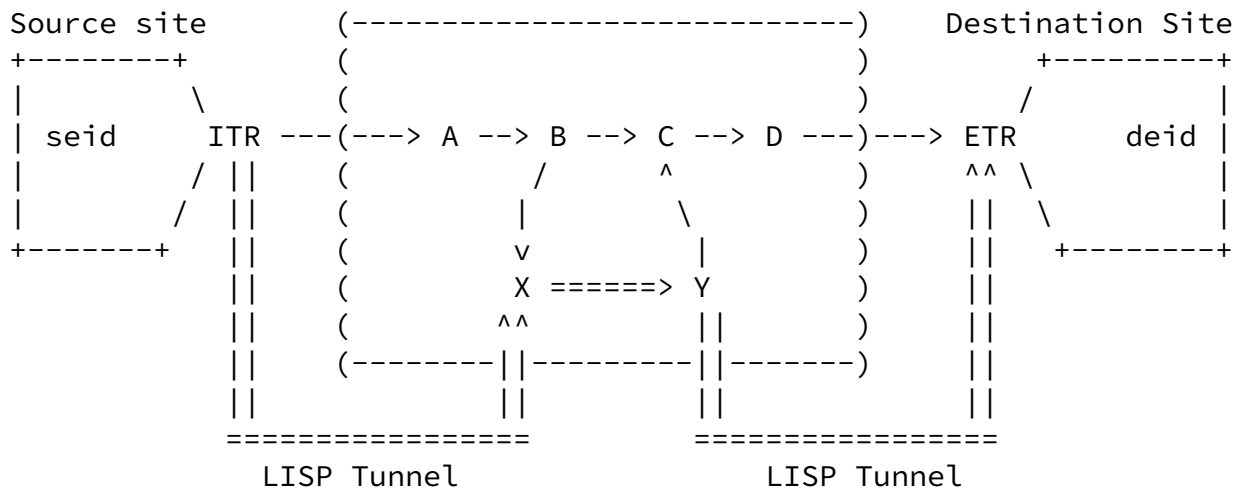 Source site       (----------------------------)    Destination Site
+--------+        (                            )         +---------+
|         \       (                            )        /          |
| seid     ITR ---(---> A --> B --> C --> D ---)---> ETR      deid |
|         / ||    (          /      ^          )     ^^ \          |
|        /  ||    (         |        \         )     ||  \         |
+-------+   ||    (         v         |        )     ||   +--------+
            ||    (         X ======> Y        )     ||
            ||    (        ^^         ||       )     ||
            ||    (--------||---------||-------)     ||
            ||             ||         ||             ||
            =================         =================
              LISP Tunnel               LISP Tunnel